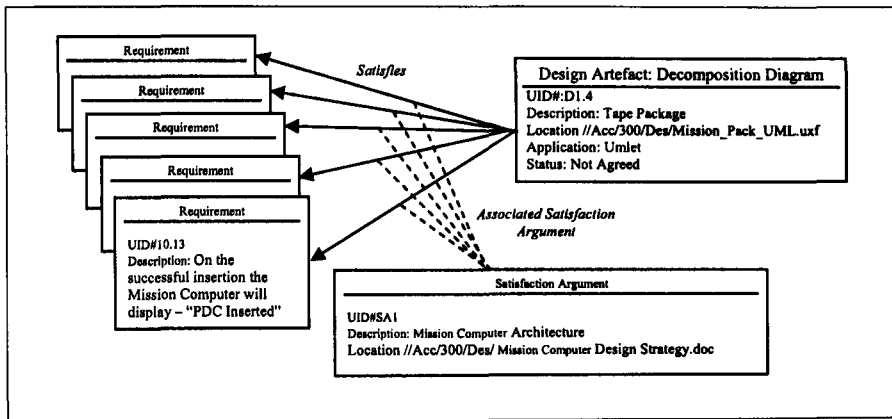 Requirement
Requirement
Requirement
Requirement
Requirement
UID#10.13
Description: On the
successful insertion the
Mission Computer will
display – "PDC Inserted"
Satisfies
Design Artefact: Decomposition Diagram
UID#:D1.4
Description: Tape Package
Location //Acc/300/Des/Mission_Pack_UML.uxf
Application: Umlet
Status: Not Agreed
Associated Satisfaction
Argument
Satisfaction Argument
UID#SA1
Description: Mission Computer Architecture
Location //Acc/300/Des/ Mission Computer Design Strategy.doc